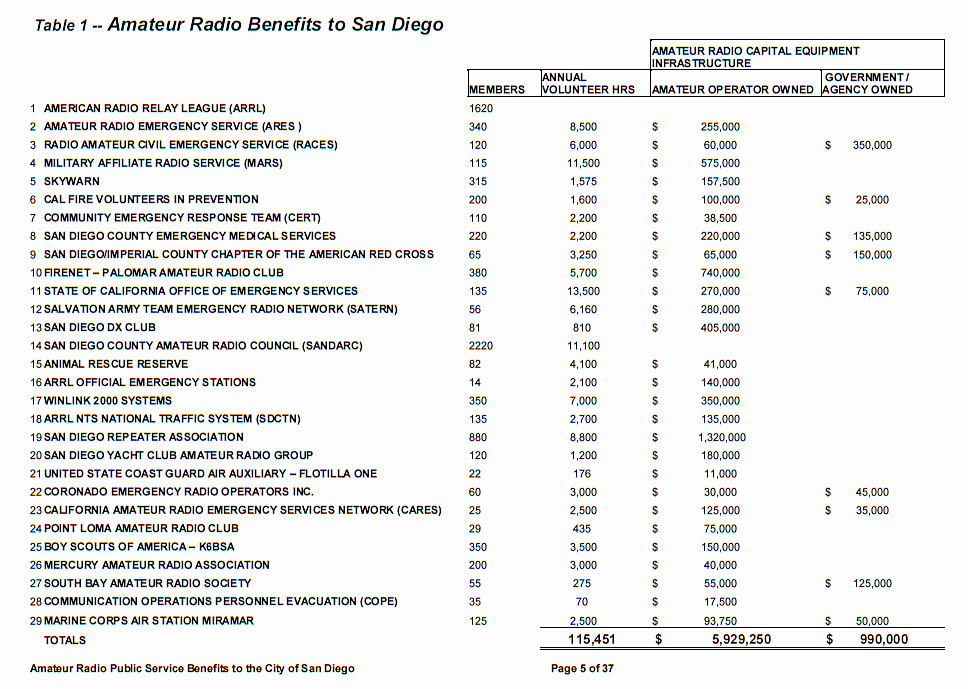 Table 1 -- Amateur Radio Benefits to San Diego
AMATEUR RADIO CAPITAL EQUIPMENT
INFRASTRUCTURE
ANNUAL GOVERNMENT /
MEMBERS VOLUNTEER HRS AMATEUR OPERATOR OWNED AGENCY OWNED
1 AMERICAN RADIO RELAY LEAGUE (ARRL) 1620
2 AMATEUR RADIO EMERGENCY SERVICE (ARES ) 340 8,500 $ 255,000
3 RADIO AMATEUR CIVIL EMERGENCY SERVICE (RACES) 120 6,000 $ 60,000 $ 350,000
4 MILITARY AFFILIATE RADIO SERVICE (MARS) 115 11,500 $ 575,000
5 SKYWARN 315 1,575 $ 157,500
6 CAL FIRE VOLUNTEERS IN PREVENTION 200 1,600 $ 100,000 $ 25,000
7 COMMUNITY EMERGENCY RESPONSE TEAM (CERT) 110 2,200 $ 38,500
8 SAN DIEGO COUNTY EMERGENCY MEDICAL SERVICES 220 2,200 $ 220,000 $ 135,000
9 SAN DIEGO/IMPERIAL COUNTY CHAPTER OF THE AMERICAN RED CROSS 65 3,250 $ 65,000 $ 150,000
10 FIRENET – PALOMAR AMATEUR RADIO CLUB 380 5,700 $ 740,000
11 STATE OF CALIFORNIA OFFICE OF EMERGENCY SERVICES 135 13,500 $ 270,000 $ 75,000
12 SALVATION ARMY TEAM EMERGENCY RADIO NETWORK (SATERN) 56 6,160 $ 280,000
13 SAN DIEGO DX CLUB 81 810 $ 405,000
14 SAN DIEGO COUNTY AMATEUR RADIO COUNCIL (SANDARC) 2220 11,100
15 ANIMAL RESCUE RESERVE 82 4,100 $ 41,000
16 ARRL OFFICIAL EMERGENCY STATIONS 14 2,100 $ 140,000
17 WINLINK 2000 SYSTEMS 350 7,000 $ 350,000
18 ARRL NTS NATIONAL TRAFFIC SYSTEM (SDCTN) 135 2,700 $ 135,000
19 SAN DIEGO REPEATER ASSOCIATION 880 8,800 $ 1,320,000
20 SAN DIEGO YACHT CLUB AMATEUR RADIO GROUP 120 1,200 $ 180,000
21 UNITED STATE COAST GUARD AIR AUXILIARY – FLOTILLA ONE 22 176 $ 11,000
22 CORONADO EMERGENCY RADIO OPERATORS INC. 60 3,000 $ 30,000 $ 45,000
23 CALIFORNIA AMATEUR RADIO EMERGENCY SERVICES NETWORK (CARES) 25 2,500 $ 125,000 $ 35,000
24 POINT LOMA AMATEUR RADIO CLUB 29 435 $ 75,000
25 BOY SCOUTS OF AMERICA – K6BSA 350 3,500 $ 150,000
26 MERCURY AMATEUR RADIO ASSOCIATION 200 3,000 $ 40,000
27 SOUTH BAY AMATEUR RADIO SOCIETY 55 275 $ 55,000 $ 125,000
28 COMMUNICATION OPERATIONS PERSONNEL EVACUATION (COPE) 35 70 $ 17,500
29 MARINE CORPS AIR STATION MIRAMAR 125 2,500 $ 93,750 $ 50,000
TOTALS 115,451 $ 5,929,250 $ 990,000
Amateur Radio Public Service Benefits to the City of San Diego Page 5 of 37